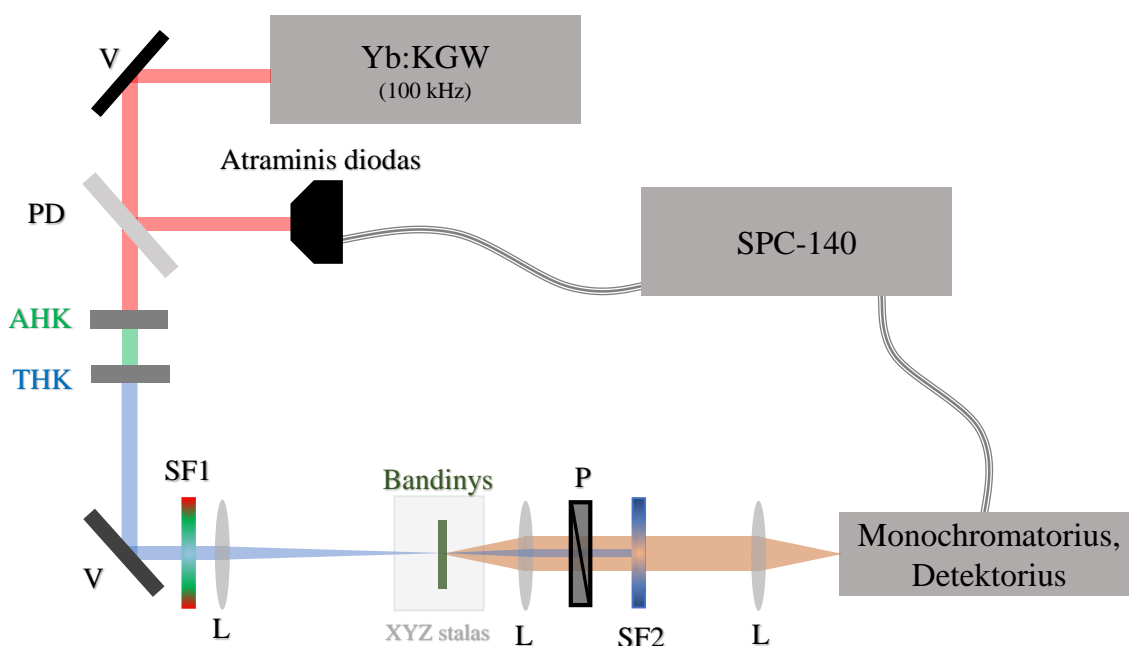 V
Yb:KGW
(100 kHz)
Atraminis diodas
PD
SPC-140
AHK
THK
SF1
Bandinys
P
Monochromatorius,
Detektorius
V
L
XYZ stalas
L
SF2
L